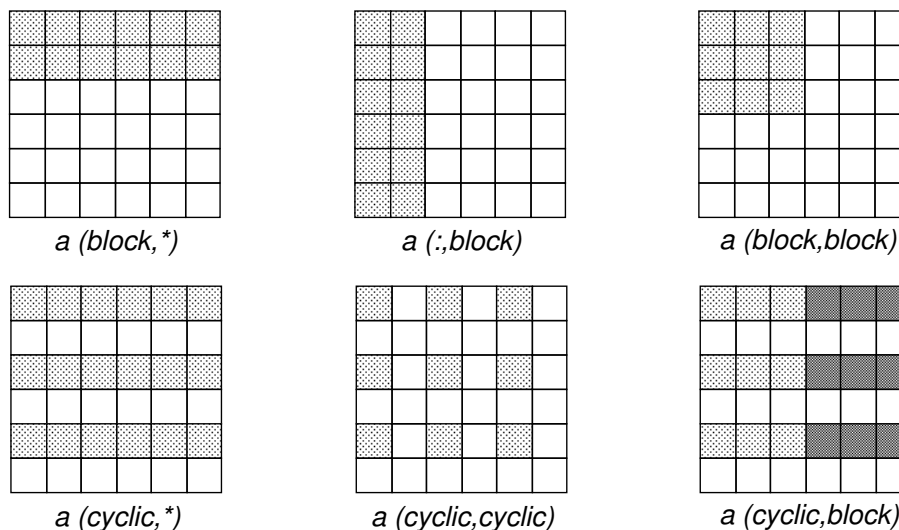 a (block,*)
a (:,block)
a (block,block)
a (cyclic,*)
a (cyclic,cyclic)
a (cyclic,block)